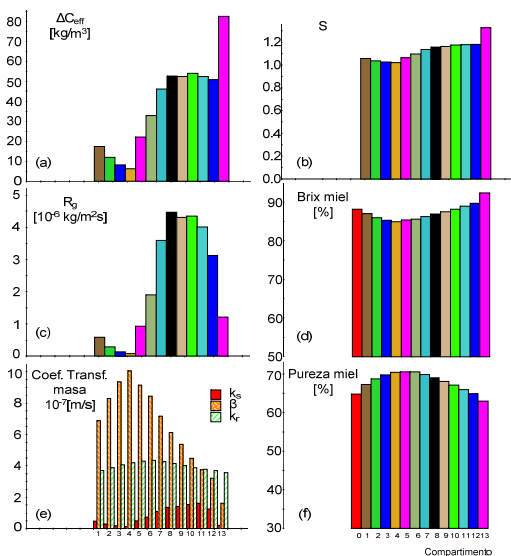 ΔC_eff
[kg/m³]
80
70
60
50
40
30
20
10
0
(a)
S
1.2
1.0
0.8
0.6
0.4
0.2
0.0
(b)
R_g
[10⁻⁶ kg/m²s]
5
4
3
2
1
0
(c)
Brix miel
[%]
90
80
70
60
50
(d)
Coef. Transf.
masa
10⁻⁷[m/s]
10
8
6
4
2
0
k_s
β
k_r
(e)
1 2 3 4 5 6 7 8 9 10 11 12 13
Pureza miel
[%]
70
60
50
40
30
(f)
0 1 2 3 4 5 6 7 8 9 10 11 12 13
Compartimento